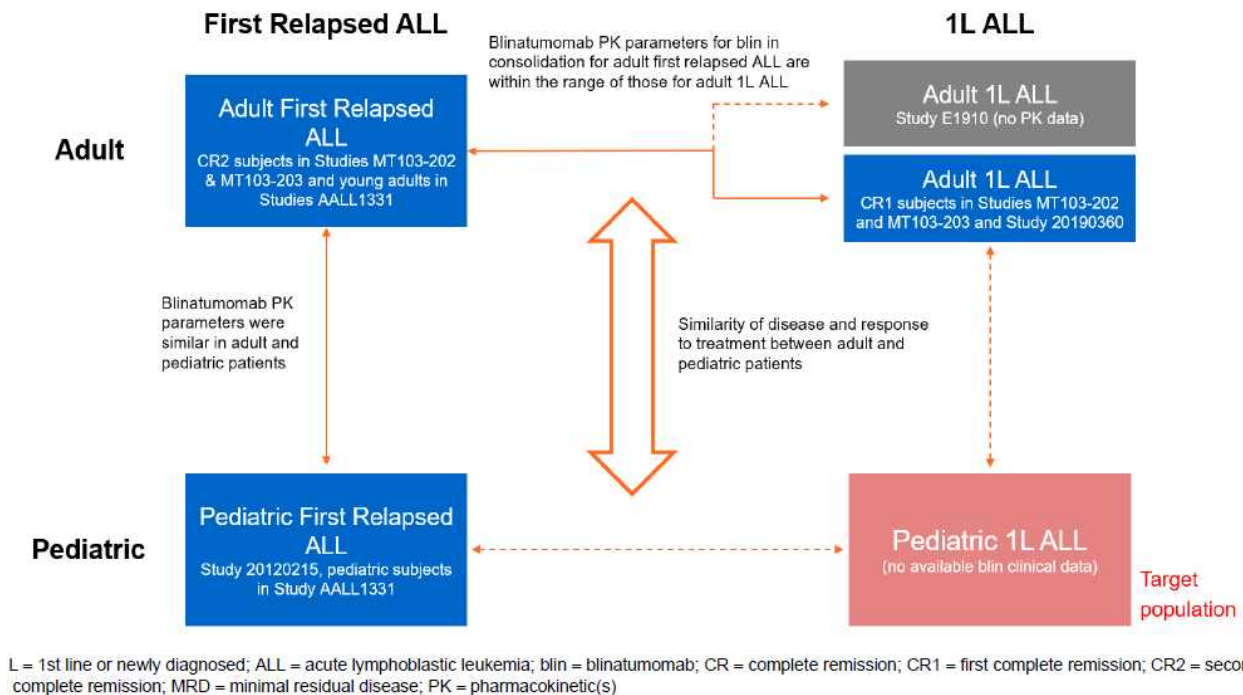 First Relapsed ALL
1L ALL
Blinatumomab PK parameters for blin in
consolidation for adult first relapsed ALL are
within the range of those for adult 1L ALL
Adult
Adult First Relapsed
ALL
CR2 subjects in Studies MT103-202
& MT103-203 and young adults in
Studies AALL1331
Adult 1L ALL
Study E1910 (no PK data)
Adult 1L ALL
CR1 subjects in Studies MT103-202
and MT103-203 and Study 20190360
Blinatumomab PK
parameters were
similar in adult and
pediatric patients
Similarity of disease and response
to treatment between adult and
pediatric patients
Pediatric
Pediatric First Relapsed
ALL
Study 20120215, pediatric subjects
in Study AALL1331
Pediatric 1L ALL
(no available blin clinical data)
Target
population
L = 1st line or newly diagnosed; ALL = acute lymphoblastic leukemia; blin = blinatumomab; CR = complete remission; CR1 = first complete remission; CR2 = seco
complete remission; MRD = minimal residual disease; PK = pharmacokinetic(s)